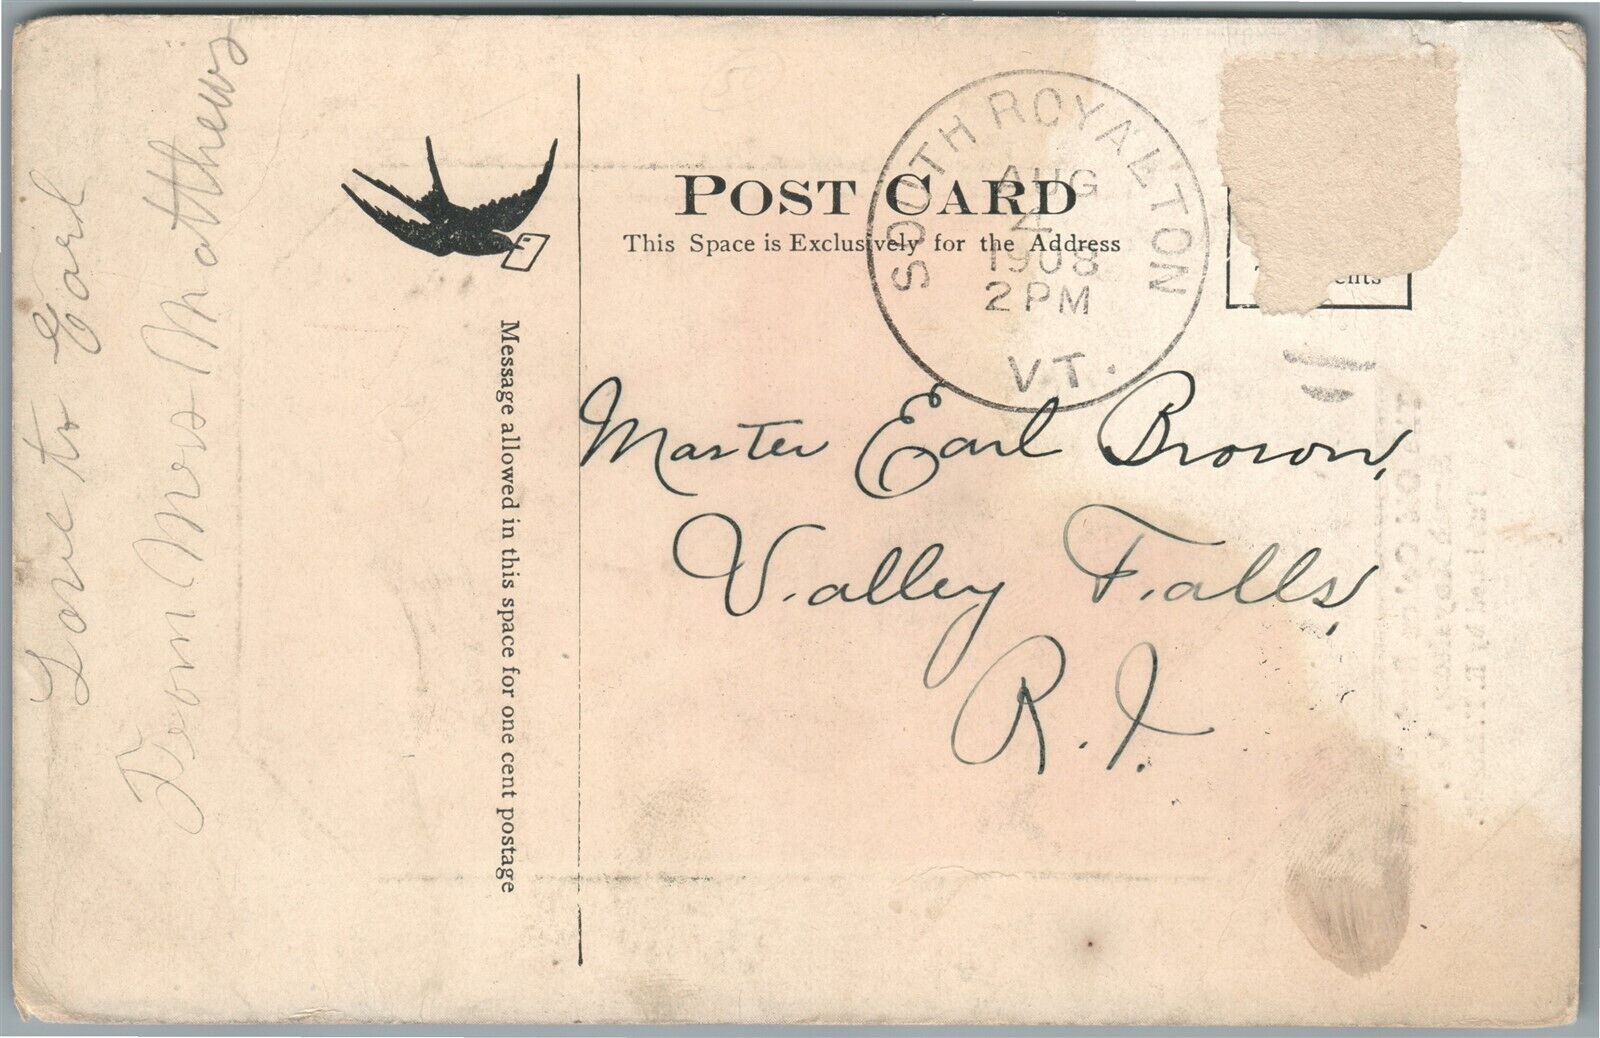 Love to Earl
From Mrs Matthews
POST CARD
This Space is Exclusively for the Address
Message allowed in this space for one cent postage
SOUTH ROYALTON
AUG
4
1908
2 PM
VT.
ents
Master Earl Brown,
Valley Falls,
R.I.